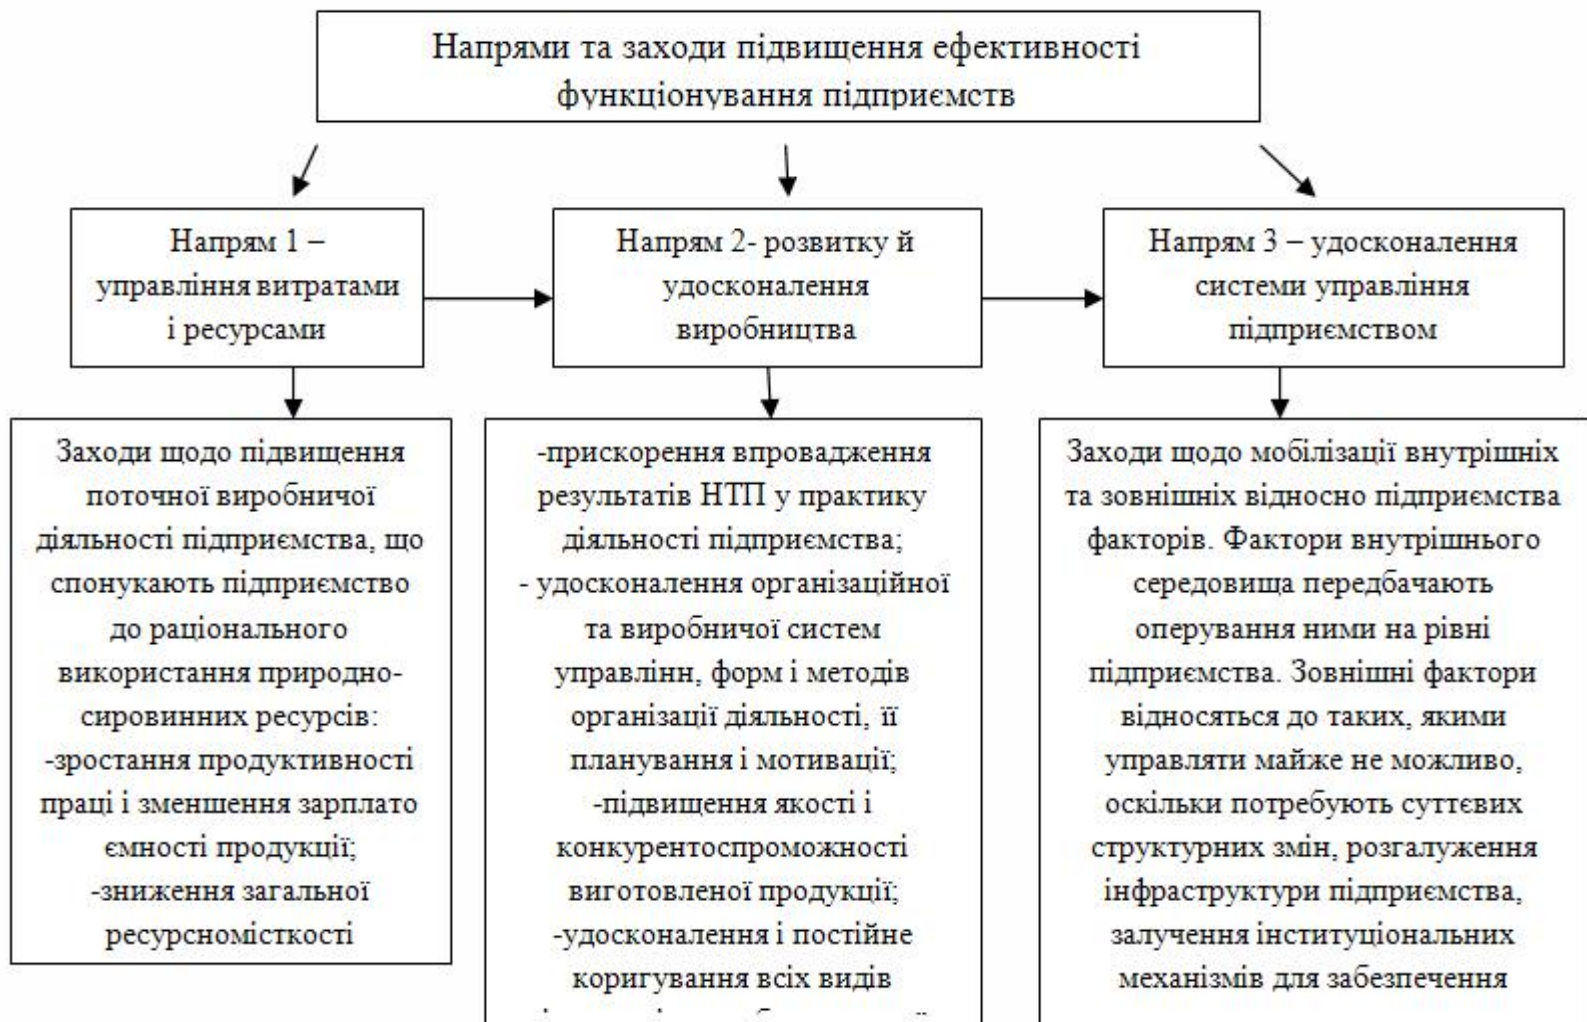 Напрями та заходи підвищення ефективності
функціонування підприємств
Напрям 1 –
управління витратами
і ресурсами
Напрям 2- розвитку й
удосконалення
виробництва
Напрям 3 – удосконалення
системи управління
підприємством
Заходи щодо підвищення
поточної виробничої
діяльності підприємства, що
спонукають підприємство
до раціонального
використання природно-
сировинних ресурсів:
-зростання продуктивності
праці і зменшення зарплато
ємності продукції;
-зниження загальної
ресурсномісткості
-прискорення впровадження
результатів НТП у практику
діяльності підприємства;
- удосконалення організаційної
та виробничої систем
управлінн, форм і методів
організації діяльності, її
планування і мотивації;
-підвищення якості і
конкурентоспроможності
виготовленої продукції;
-удосконалення і постійне
коригування всіх видів
Заходи щодо мобілізації внутрішніх
та зовнішніх відносно підприємства
факторів. Фактори внутрішнього
середовища передбачають
оперування ними на рівні
підприємства. Зовнішні фактори
відносяться до таких, якими
управляти майже не можливо,
оскільки потребують суттєвих
структурних змін, розгалуження
інфраструктури підприємства,
залучення інституціональних
механізмів для забезпечення